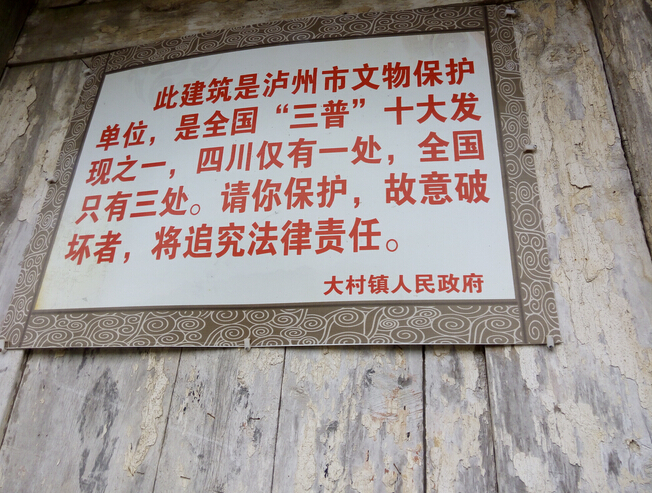 此建筑是泸州市文物保护
单位，是全国“三普”十大发
现之一，四川仅有一处，全国
只有三处。请你保护，故意破
坏者，将追究法律责任。
大村镇人民政府